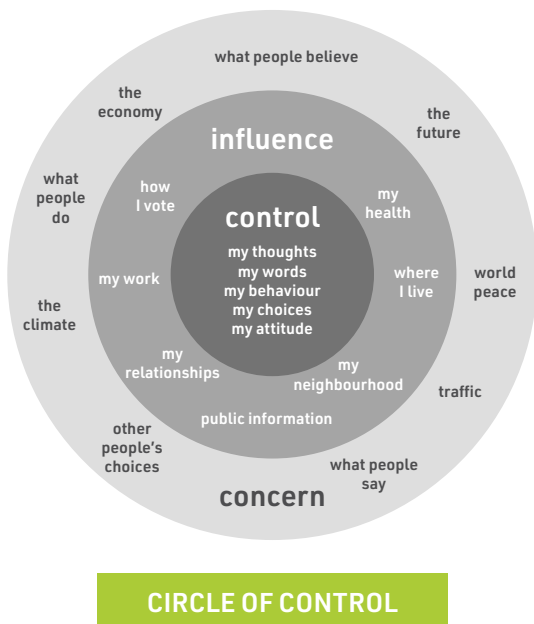 what people believe
the
economy
the
future
influence
what
people
do
how
I vote
my
health
control
my thoughts
my words
my behaviour
my choices
my attitude
my work
where
I live
world
peace
the
climate
my
relationships
my
neighbourhood
traffic
public information
other
people's
choices
what people
say
concern
CIRCLE OF CONTROL